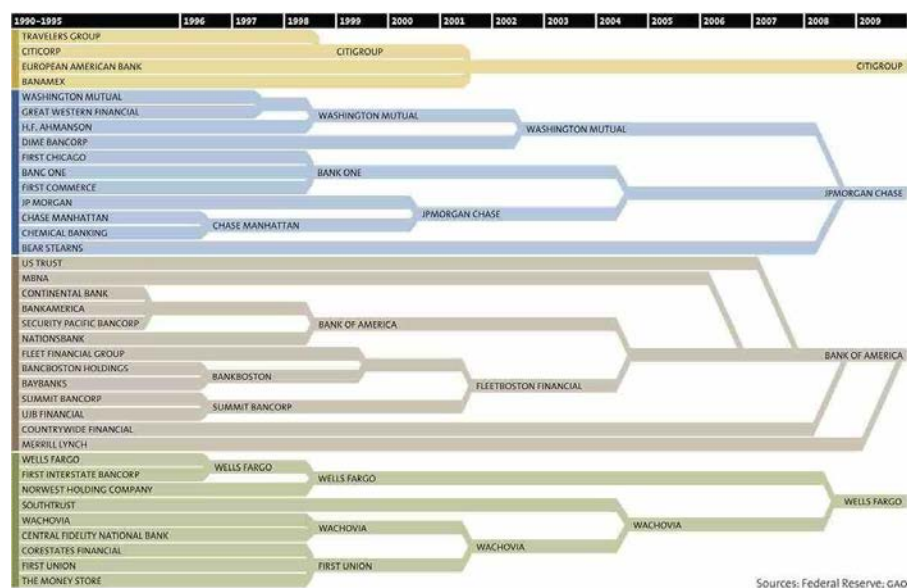 1990–1995 1996 1997 1998 1999 2000 2001 2002 2003 2004 2005 2006 2007 2008 2009
TRAVELERS GROUP
CITICORP CITIGROUP
EUROPEAN AMERICAN BANK CITIGROUP
BANAMEX
WASHINGTON MUTUAL
GREAT WESTERN FINANCIAL WASHINGTON MUTUAL
H.F. AHMANSON WASHINGTON MUTUAL
DIME BANCORP
FIRST CHICAGO
BANC ONE BANK ONE
FIRST COMMERCE JPMORGAN CHASE
JP MORGAN
CHASE MANHATTAN CHASE MANHATTAN JPMORGAN CHASE
CHEMICAL BANKING
BEAR STEARNS
US TRUST
MBNA
CONTINENTAL BANK
BANKAMERICA
SECURITY PACIFIC BANCORP BANK OF AMERICA
NATIONSBANK
FLEET FINANCIAL GROUP BANK OF AMERICA
BANCBOSTON HOLDINGS BANKBOSTON
BAYBANKS FLEETBOSTON FINANCIAL
SUMMIT BANCORP SUMMIT BANCORP
UJB FINANCIAL
COUNTRYWIDE FINANCIAL
MERRILL LYNCH
WELLS FARGO WELLS FARGO
FIRST INTERSTATE BANCORP WELLS FARGO
NORWEST HOLDING COMPANY WELLS FARGO
SOUTHTRUST
WACHOVIA WACHOVIA WACHOVIA
CENTRAL FIDELITY NATIONAL BANK
CORESTATES FINANCIAL WACHOVIA
FIRST UNION FIRST UNION
THE MONEY STORE
Sources: Federal Reserve; GAO